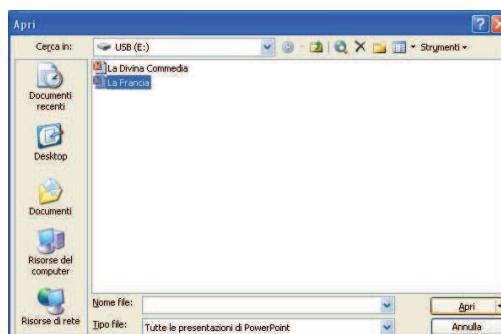 Apri
Cerca in: USB (E:) Strumenti
La Divina Commedia
La Francia
Documenti
recenti
Desktop
Documenti
Risorse del
computer
Risorse di rete
Nome file: Apri
Tipo file: Tutte le presentazioni di PowerPoint Annulla